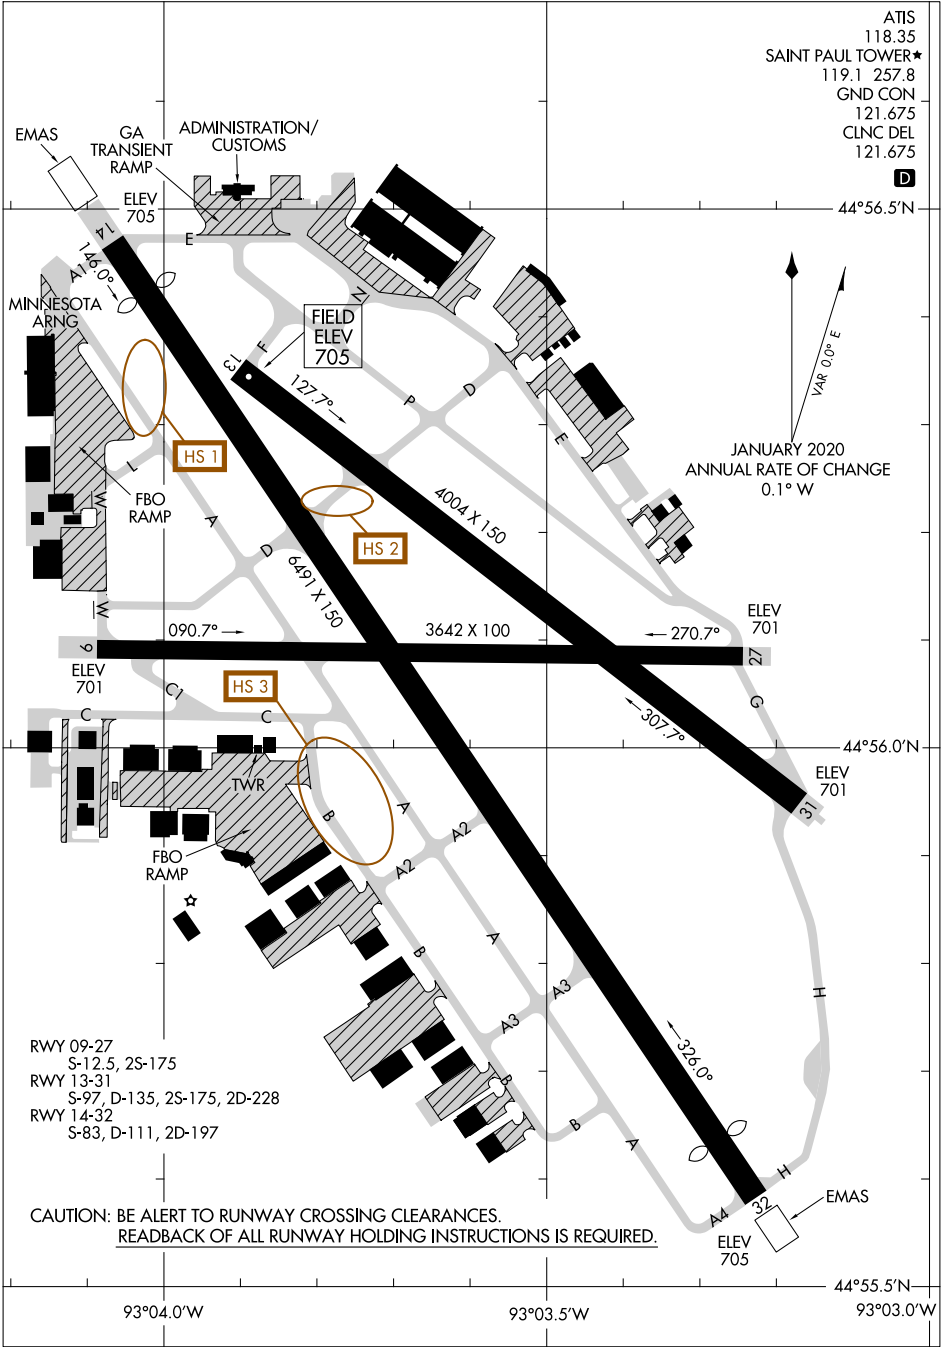 ATIS
118.35
SAINT PAUL TOWER★
119.1 257.8
GND CON
121.675
CLNC DEL
121.675
D
EMAS
GA
TRANSIENT
RAMP
ADMINISTRATION/
CUSTOMS
ELEV
705
44°56.5'N
14
E
146.0°
A1
MINNESOTA
ARNG
N
FIELD
ELEV
705
13
F
127.7°
P
D
E
VAR 0.0° E
JANUARY 2020
ANNUAL RATE OF CHANGE
0.1° W
HS 1
L
W
FBO
RAMP
A
D
HS 2
4004 X 150
6491 X 150
W
090.7°
3642 X 100
270.7°
ELEV
701
9
27
ELEV
701
C1
HS 3
C
C
G
307.7°
44°56.0'N
ELEV
701
31
TWR
B
A
A2
A2
FBO
RAMP
B
A
A3
A3
H
RWY 09-27
S-12.5, 2S-175
RWY 13-31
S-97, D-135, 2S-175, 2D-228
RWY 14-32
S-83, D-111, 2D-197
326.0°
B
B
A
H
A4
32
EMAS
ELEV
705
CAUTION: BE ALERT TO RUNWAY CROSSING CLEARANCES.
READBACK OF ALL RUNWAY HOLDING INSTRUCTIONS IS REQUIRED.
44°55.5'N
93°04.0'W
93°03.5'W
93°03.0'W